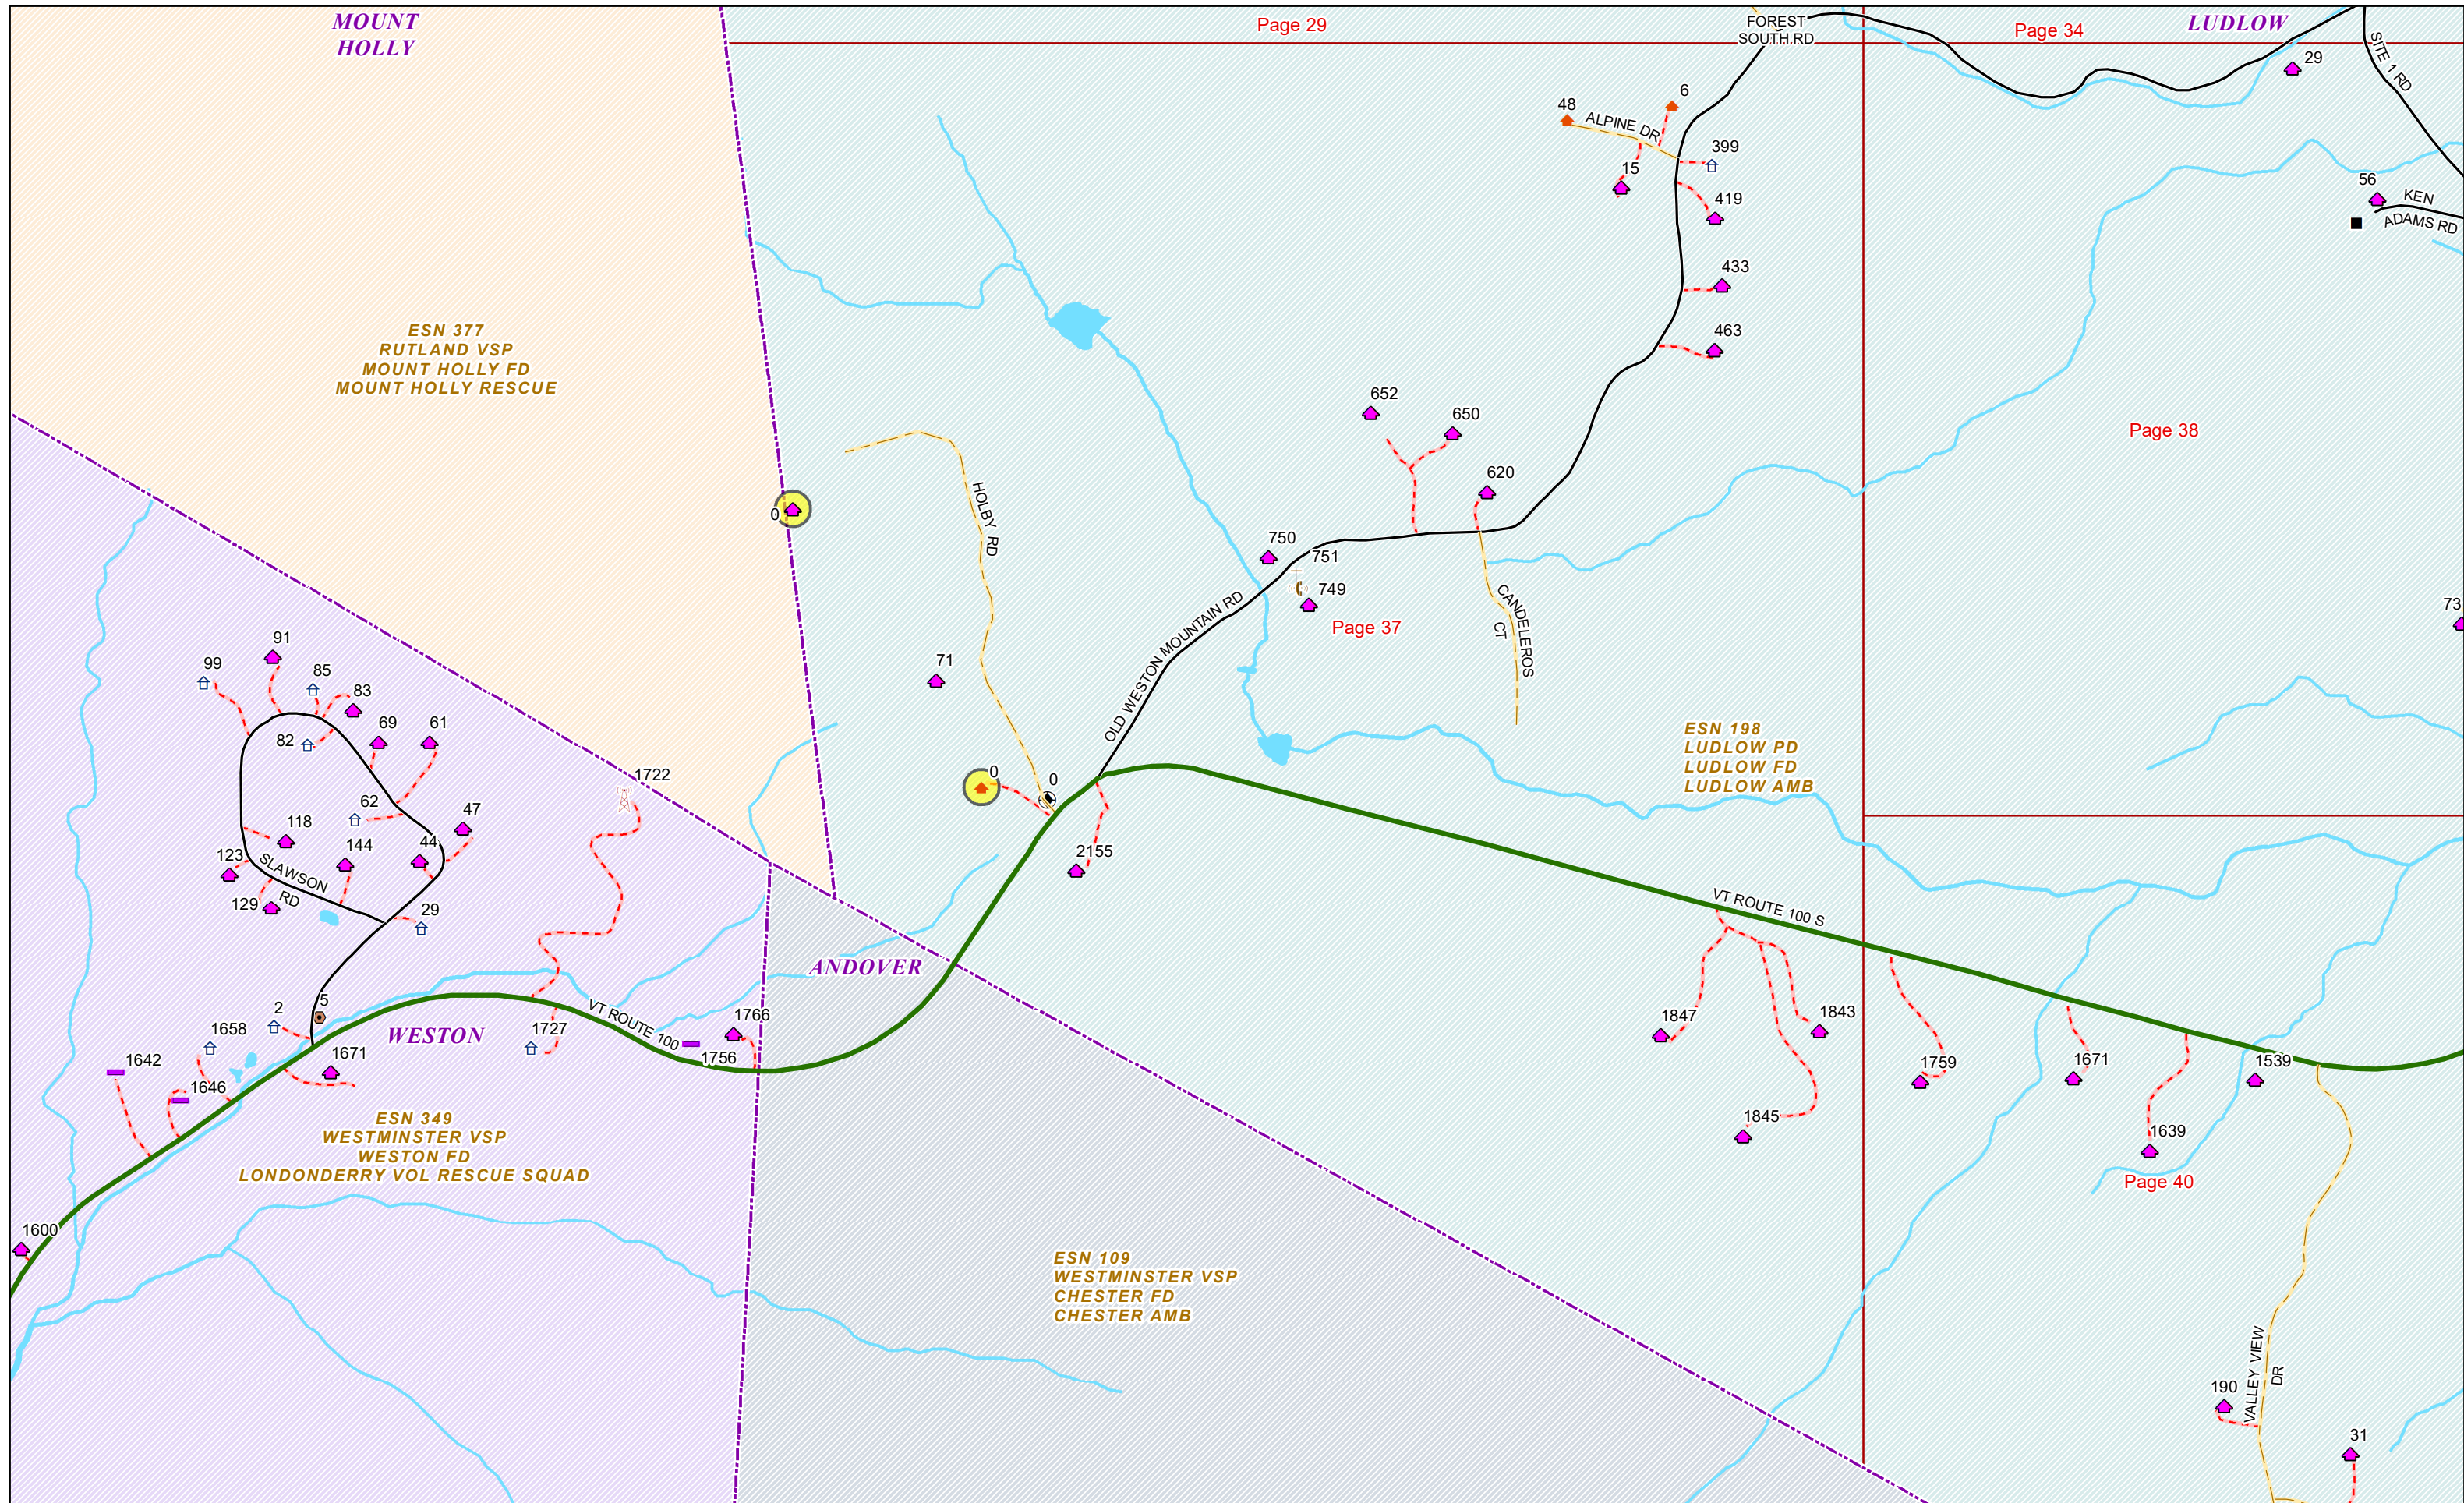 MOUNT
HOLLY
Page 29
FOREST
SOUTH RD
Page 34
LUDLOW
SITE 1 RD
29
48
6
ALPINE DR
399
15
419
56
KEN
ADAMS RD
433
463
ESN 377
RUTLAND VSP
MOUNT HOLLY FD
MOUNT HOLLY RESCUE
652
650
Page 38
620
0
HOLBY RD
750
751
749
Page 37
OLD WESTON MOUNTAIN RD
CANDELEROS
CT
73
91
99
85
83
71
69
61
82
ESN 198
LUDLOW PD
LUDLOW FD
LUDLOW AMB
1722
0
0
62
47
118
144
44
123
2155
SLAWSON
RD
129
29
VT ROUTE 100 S
ANDOVER
2
5
1658
WESTON
1727
VT ROUTE 100
1766
1756
1847
1843
1642
1671
1646
1759
1671
1539
1845
1639
ESN 349
WESTMINSTER VSP
WESTON FD
LONDONDERRY VOL RESCUE SQUAD
Page 40
1600
ESN 109
WESTMINSTER VSP
CHESTER FD
CHESTER AMB
VALLEY VIEW
DR
190
31